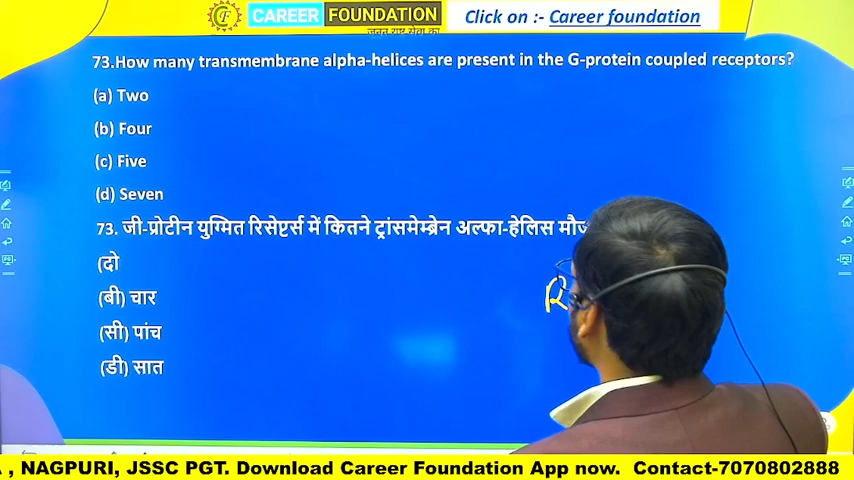 CAREER FOUNDATION
जतन राष्ट्र सेवा का
Click on :- Career foundation
73.How many transmembrane alpha-helices are present in the G-protein coupled receptors?
(a) Two
(b) Four
(c) Five
(d) Seven
73. जी-प्रोटीन युग्मित रिसेप्टर्स में कितने ट्रांसमेम्ब्रेन अल्फा-हेलिस
(दो
(बी) चार
(सी) पांच
(डी) सात
R
, NAGPURI, JSSC PGT. Download Career Foundation App now. Contact-7070802888